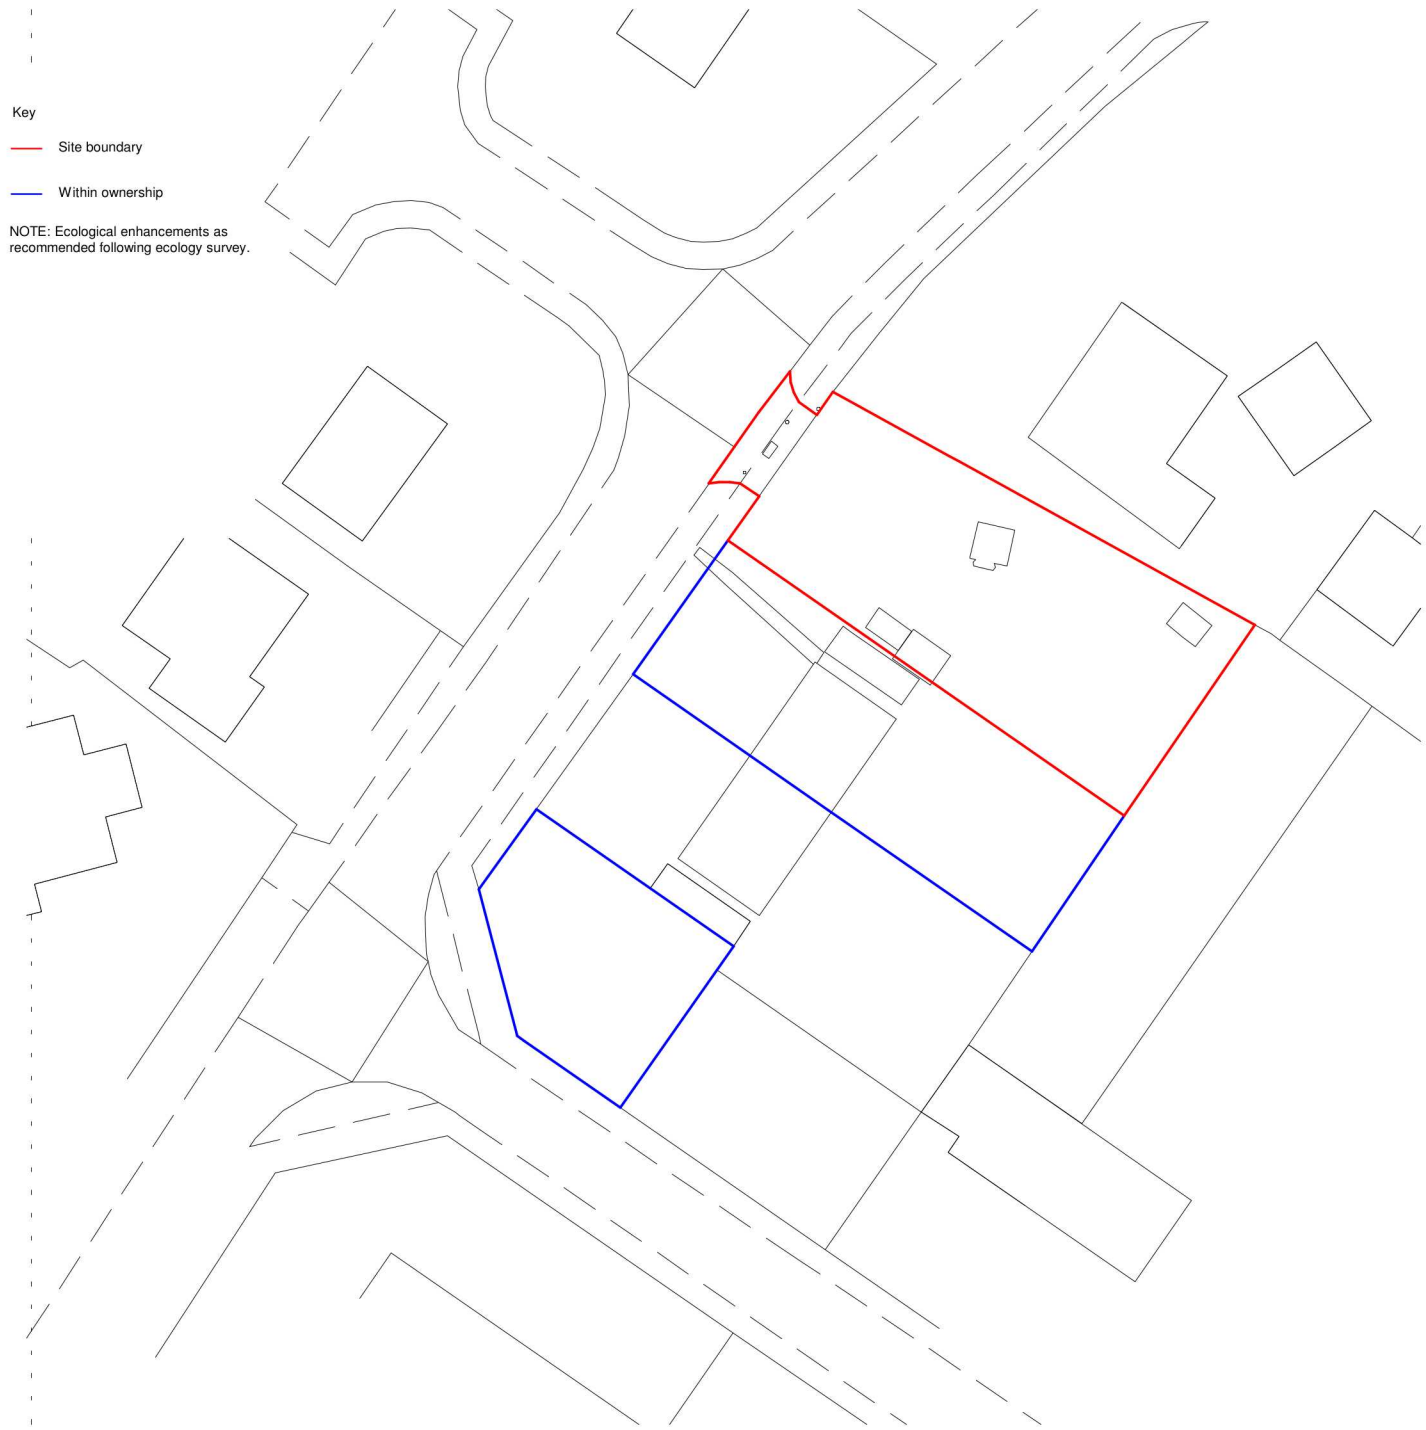 Key
Site boundary
Within ownership
NOTE: Ecological enhancements as
recommended following ecology survey.